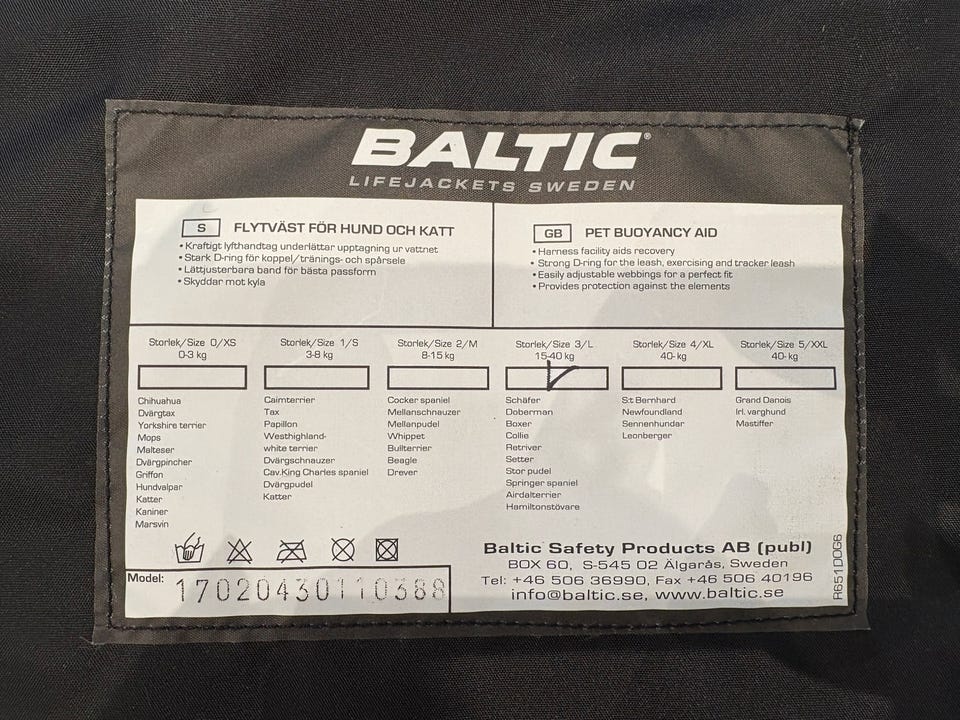 BALTIC®
LIFEJACKETS SWEDEN
S FLYTVÄST FÖR HUND OCH KATT
• Kraftigt lyfthandtag underlättar upptagning ur vattnet
• Stark D-ring för koppel/tränings- och spårsele
• Lättjusterbara band för bästa passform
• Skyddar mot kyla
GB PET BUOYANCY AID
• Harness facility aids recovery
• Strong D-ring for the leash, exercising and tracker leash
• Easily adjustable webbings for a perfect fit
• Provides protection against the elements
Storlek/Size 0/XS
0-3 kg
Chihuahua
Dvärgtax
Yorkshire terrier
Mops
Malteser
Dvärgpincher
Griffon
Hundvalpar
Katter
Kaniner
Marsvin
Storlek/Size 1/S
3-8 kg
Cairnterrier
Tax
Papillon
Westhighland-
white terrier
Dvärgschnauzer
Cav.King Charles spaniel
Dvärgpudel
Katter
Storlek/Size 2/M
8-15 kg
Cocker spaniel
Mellanschnauzer
Mellanpudel
Whippet
Bullterrier
Beagle
Drever
Storlek/Size 3/L
15-40 kg
Schäfer
Doberman
Boxer
Collie
Retriver
Setter
Stor pudel
Springer spaniel
Airdalterrier
Hamiltonstövare
Storlek/Size 4/XL
40- kg
S:t Bernhard
Newfoundland
Sennenhundar
Leonberger
Storlek/Size 5/XXL
40- kg
Grand Danois
Irl. varghund
Mastiffer
Model: 17020430110388
Baltic Safety Products AB (publ)
BOX 60, S-545 02 Älgarås, Sweden
Tel: +46 506 36990, Fax +46 506 40196
info@baltic.se, www.baltic.se
R651DOG6